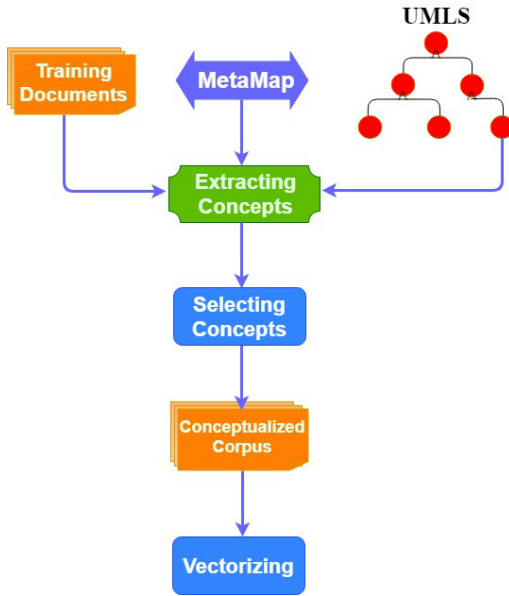 UMLS
Training
Documents
MetaMap
Extracting
Concepts
Selecting
Concepts
Conceptualized
Corpus
Vectorizing